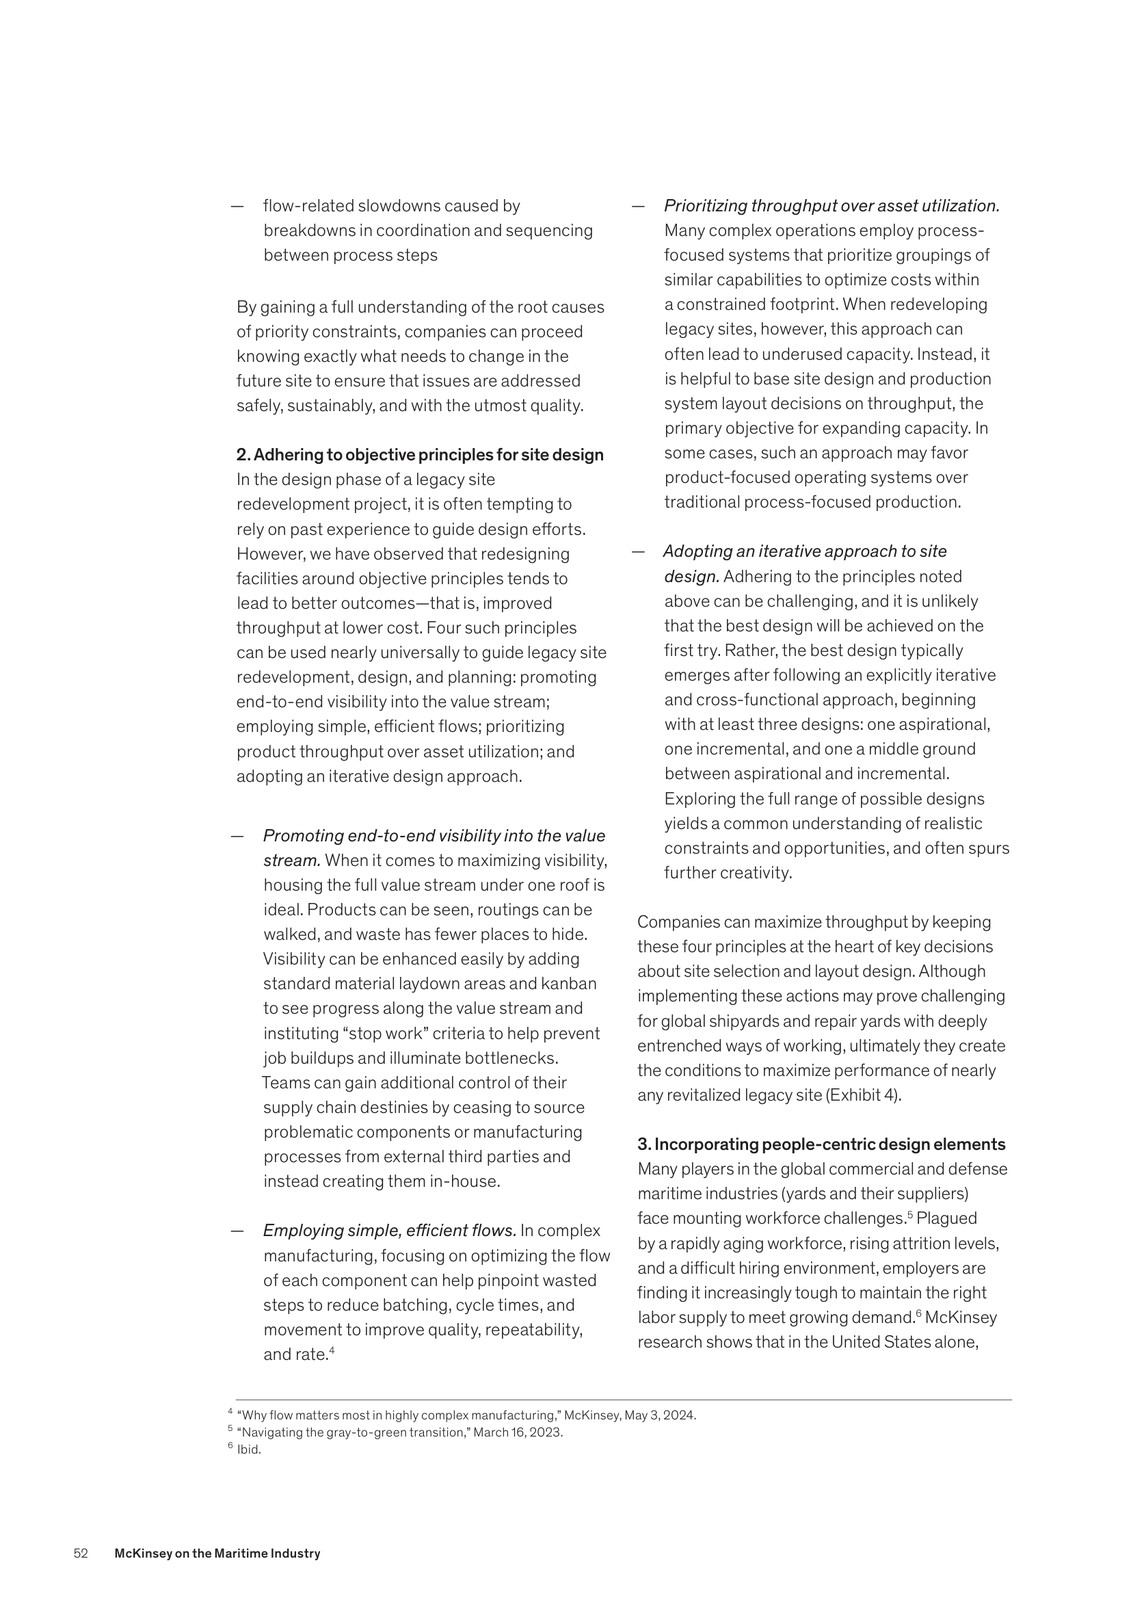 — flow-related slowdowns caused by
breakdowns in coordination and sequencing
between process steps
By gaining a full understanding of the root causes
of priority constraints, companies can proceed
knowing exactly what needs to change in the
future site to ensure that issues are addressed
safely, sustainably, and with the utmost quality.
2. Adhering to objective principles for site design
In the design phase of a legacy site
redevelopment project, it is often tempting to
rely on past experience to guide design efforts.
However, we have observed that redesigning
facilities around objective principles tends to
lead to better outcomes—that is, improved
throughput at lower cost. Four such principles
can be used nearly universally to guide legacy site
redevelopment, design, and planning: promoting
end-to-end visibility into the value stream;
employing simple, efficient flows; prioritizing
product throughput over asset utilization; and
adopting an iterative design approach.
— Promoting end-to-end visibility into the value
stream. When it comes to maximizing visibility,
housing the full value stream under one roof is
ideal. Products can be seen, routings can be
walked, and waste has fewer places to hide.
Visibility can be enhanced easily by adding
standard material laydown areas and kanban
to see progress along the value stream and
instituting “stop work” criteria to help prevent
job buildups and illuminate bottlenecks.
Teams can gain additional control of their
supply chain destinies by ceasing to source
problematic components or manufacturing
processes from external third parties and
instead creating them in-house.
— Employing simple, efficient flows. In complex
manufacturing, focusing on optimizing the flow
of each component can help pinpoint wasted
steps to reduce batching, cycle times, and
movement to improve quality, repeatability,
and rate.4
— Prioritizing throughput over asset utilization.
Many complex operations employ process-
focused systems that prioritize groupings of
similar capabilities to optimize costs within
a constrained footprint. When redeveloping
legacy sites, however, this approach can
often lead to underused capacity. Instead, it
is helpful to base site design and production
system layout decisions on throughput, the
primary objective for expanding capacity. In
some cases, such an approach may favor
product-focused operating systems over
traditional process-focused production.
— Adopting an iterative approach to site
design. Adhering to the principles noted
above can be challenging, and it is unlikely
that the best design will be achieved on the
first try. Rather, the best design typically
emerges after following an explicitly iterative
and cross-functional approach, beginning
with at least three designs: one aspirational,
one incremental, and one a middle ground
between aspirational and incremental.
Exploring the full range of possible designs
yields a common understanding of realistic
constraints and opportunities, and often spurs
further creativity.
Companies can maximize throughput by keeping
these four principles at the heart of key decisions
about site selection and layout design. Although
implementing these actions may prove challenging
for global shipyards and repair yards with deeply
entrenched ways of working, ultimately they create
the conditions to maximize performance of nearly
any revitalized legacy site (Exhibit 4).
3. Incorporating people-centric design elements
Many players in the global commercial and defense
maritime industries (yards and their suppliers)
face mounting workforce challenges.5 Plagued
by a rapidly aging workforce, rising attrition levels,
and a difficult hiring environment, employers are
finding it increasingly tough to maintain the right
labor supply to meet growing demand.6 McKinsey
research shows that in the United States alone,
4 “Why flow matters most in highly complex manufacturing,” McKinsey, May 3, 2024.
5 “Navigating the gray-to-green transition,” March 16, 2023.
6 Ibid.
52 McKinsey on the Maritime Industry